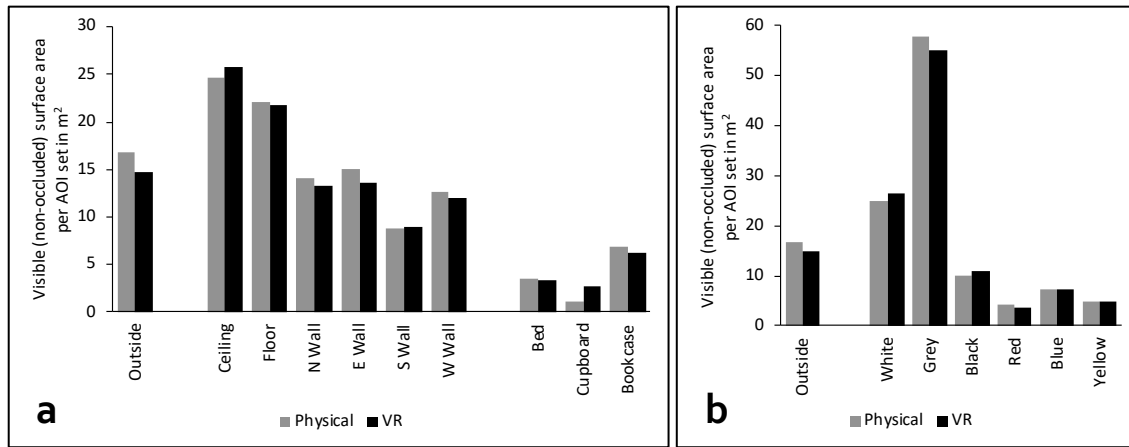 Visible (non-occluded) surface area
per AOI set in m²
30
25
20
15
10
5
0
Outside
Ceiling
Floor
N Wall
E Wall
S Wall
W Wall
Bed
Cupboard
Bookcase
Physical
VR
a
Visible (non-occluded) surface area
per AOI set in m²
60
50
40
30
20
10
0
Outside
White
Grey
Black
Red
Blue
Yellow
Physical
VR
b